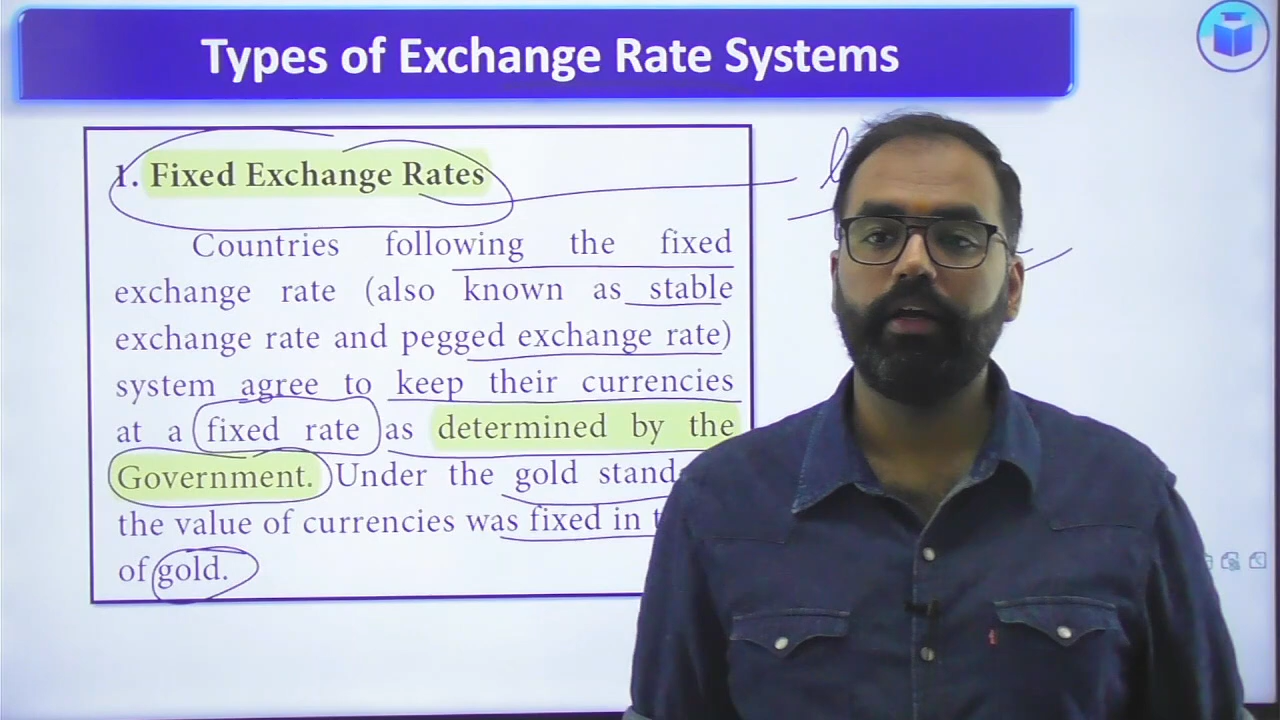 Types of Exchange Rate Systems
1. Fixed Exchange Rates
Countries following the fixed
exchange rate (also known as stable
exchange rate and pegged exchange rate)
system agree to keep their currencies
at a fixed rate as determined by the
Government. Under the gold
the value of currencies was fixed in
of gold.